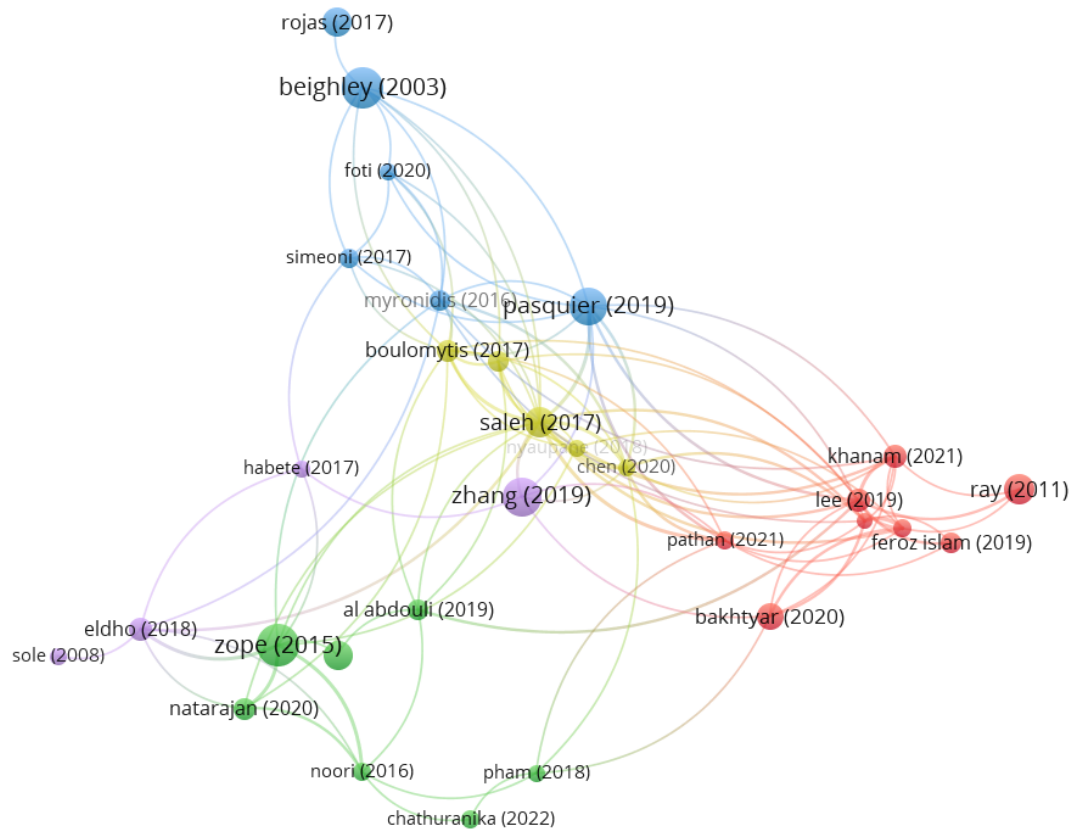 rojas (2017)
beighley (2003)
foti (2020)
simeoni (2017)
myronidis (2016)
pasquier (2019)
boulomytis (2017)
saleh (2017)
nyaupane (2018)
chen (2020)
khanam (2021)
habete (2017)
zhang (2019)
ray (2011)
lee (2019)
pathan (2021)
feroz islam (2019)
al abdouli (2019)
bakhtyar (2020)
eldho (2018)
zope (2015)
sole (2008)
natarajan (2020)
noori (2016)
pham (2018)
chathuranika (2022)